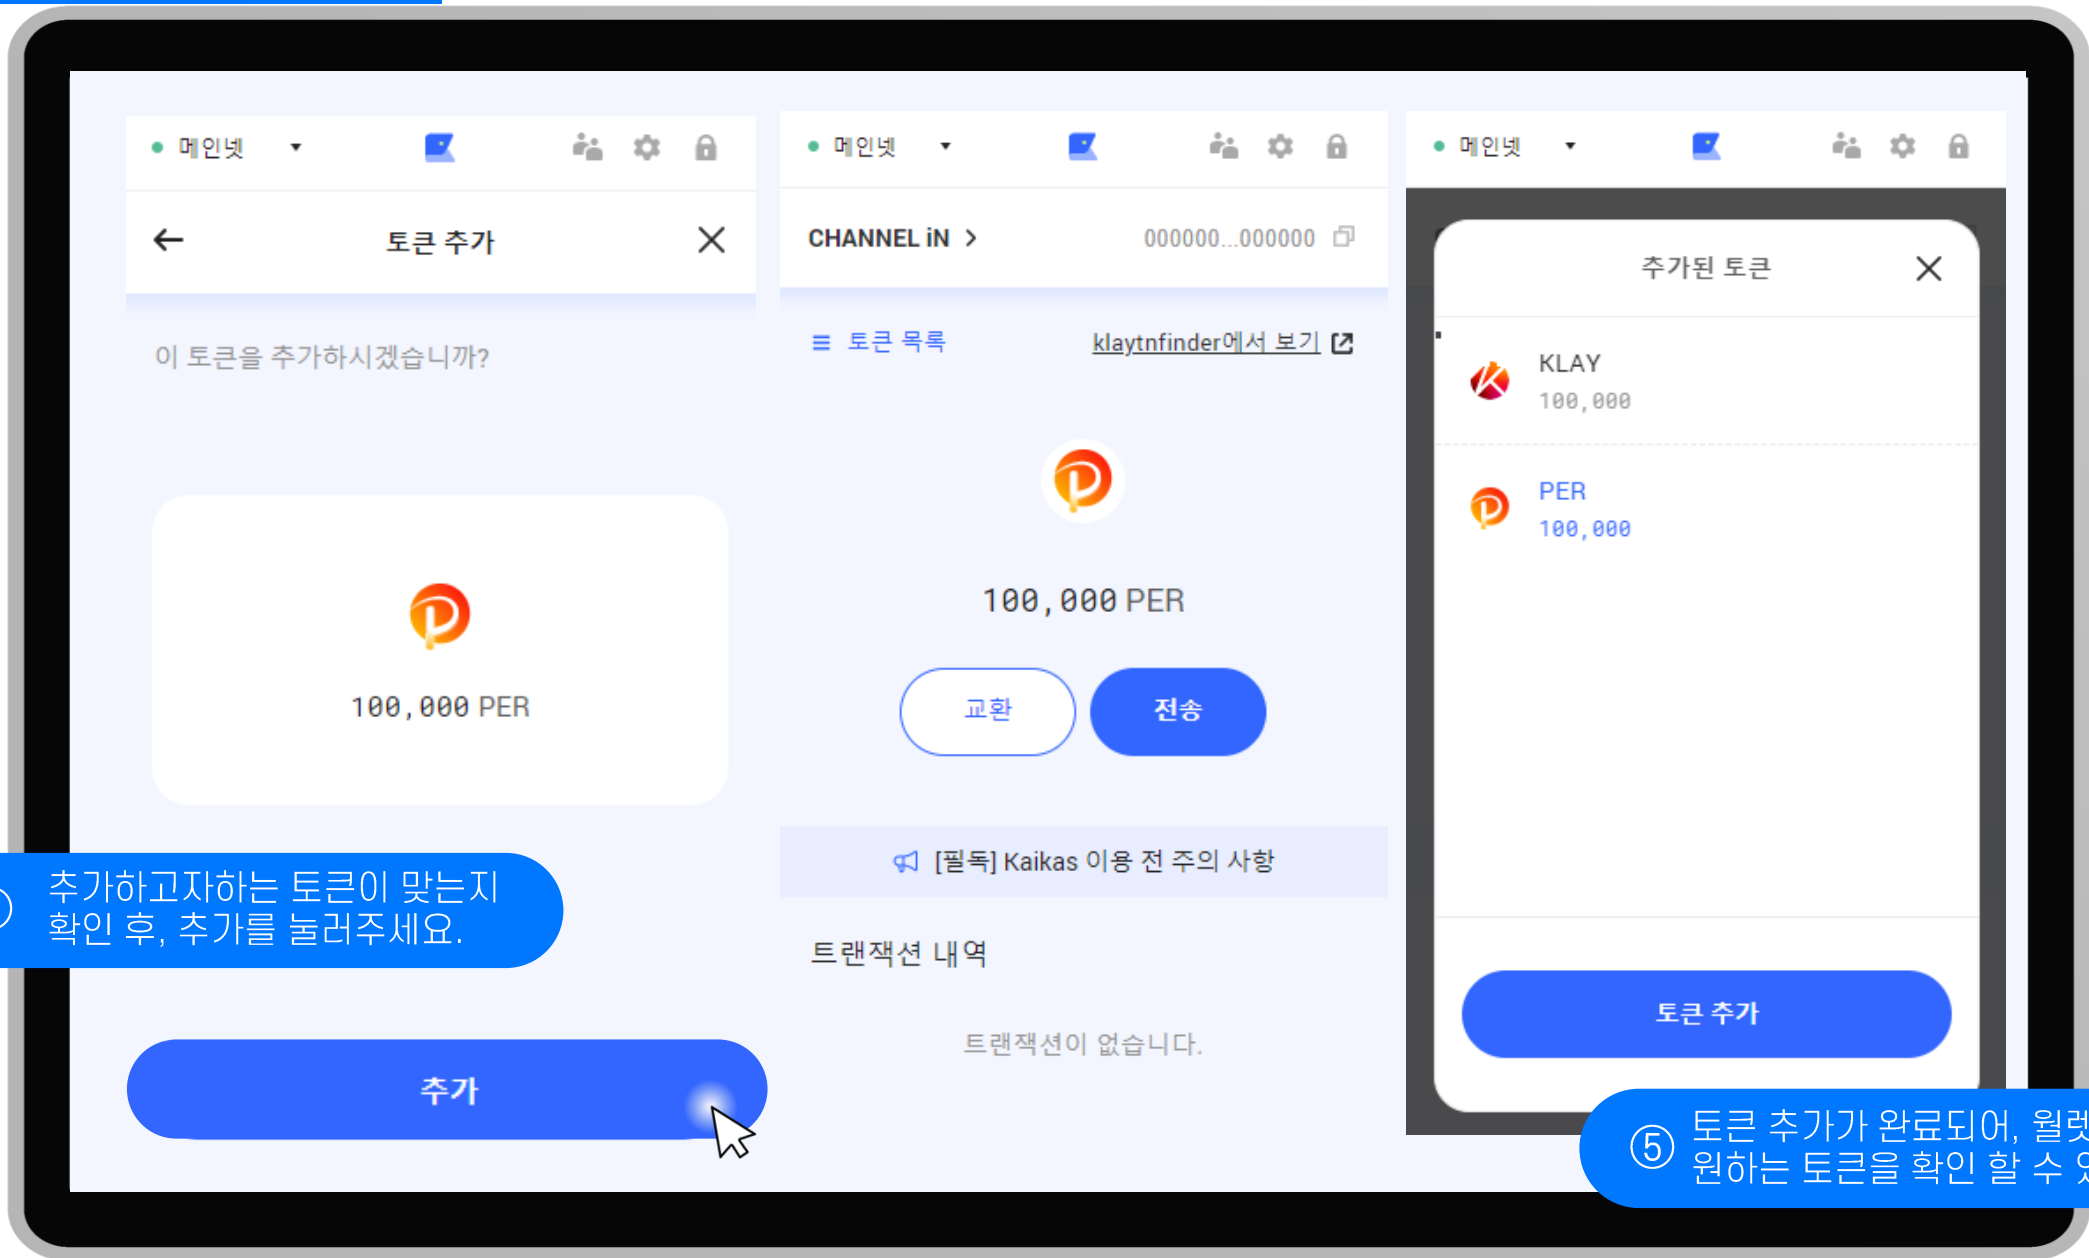 메인넷
토큰 추가
이 토큰을 추가하시겠습니까?
100,000 PER
추가하고자하는 토큰이 맞는지
확인 후, 추가를 눌러주세요.
추가
메인넷
CHANNEL iN
000000...000000
토큰 목록
klaytnfinder에서 보기
100,000 PER
교환
전송
[필독] Kaikas 이용 전 주의 사항
트랜잭션 내역
트랜잭션이 없습니다.
메인넷
추가된 토큰
KLAY
100,000
PER
100,000
토큰 추가
⑤ 토큰 추가가 완료되어, 월렛
원하는 토큰을 확인 할 수